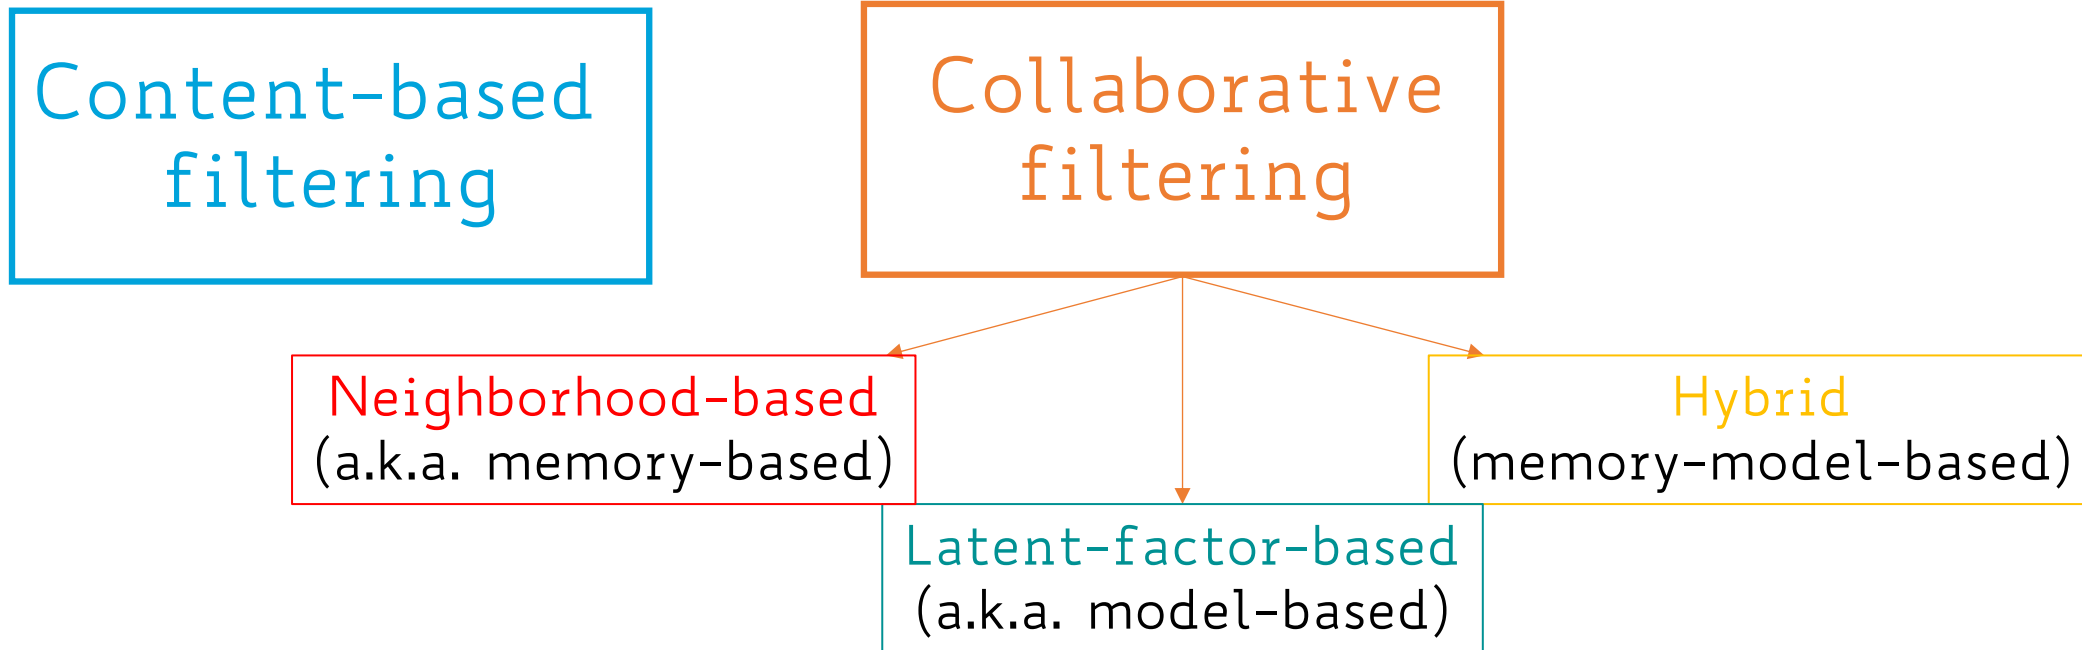 Content-based
filtering
Collaborative
filtering
Neighborhood-based
(a.k.a. memory-based)
Hybrid
(memory-model-based)
Latent-factor-based
(a.k.a. model-based)